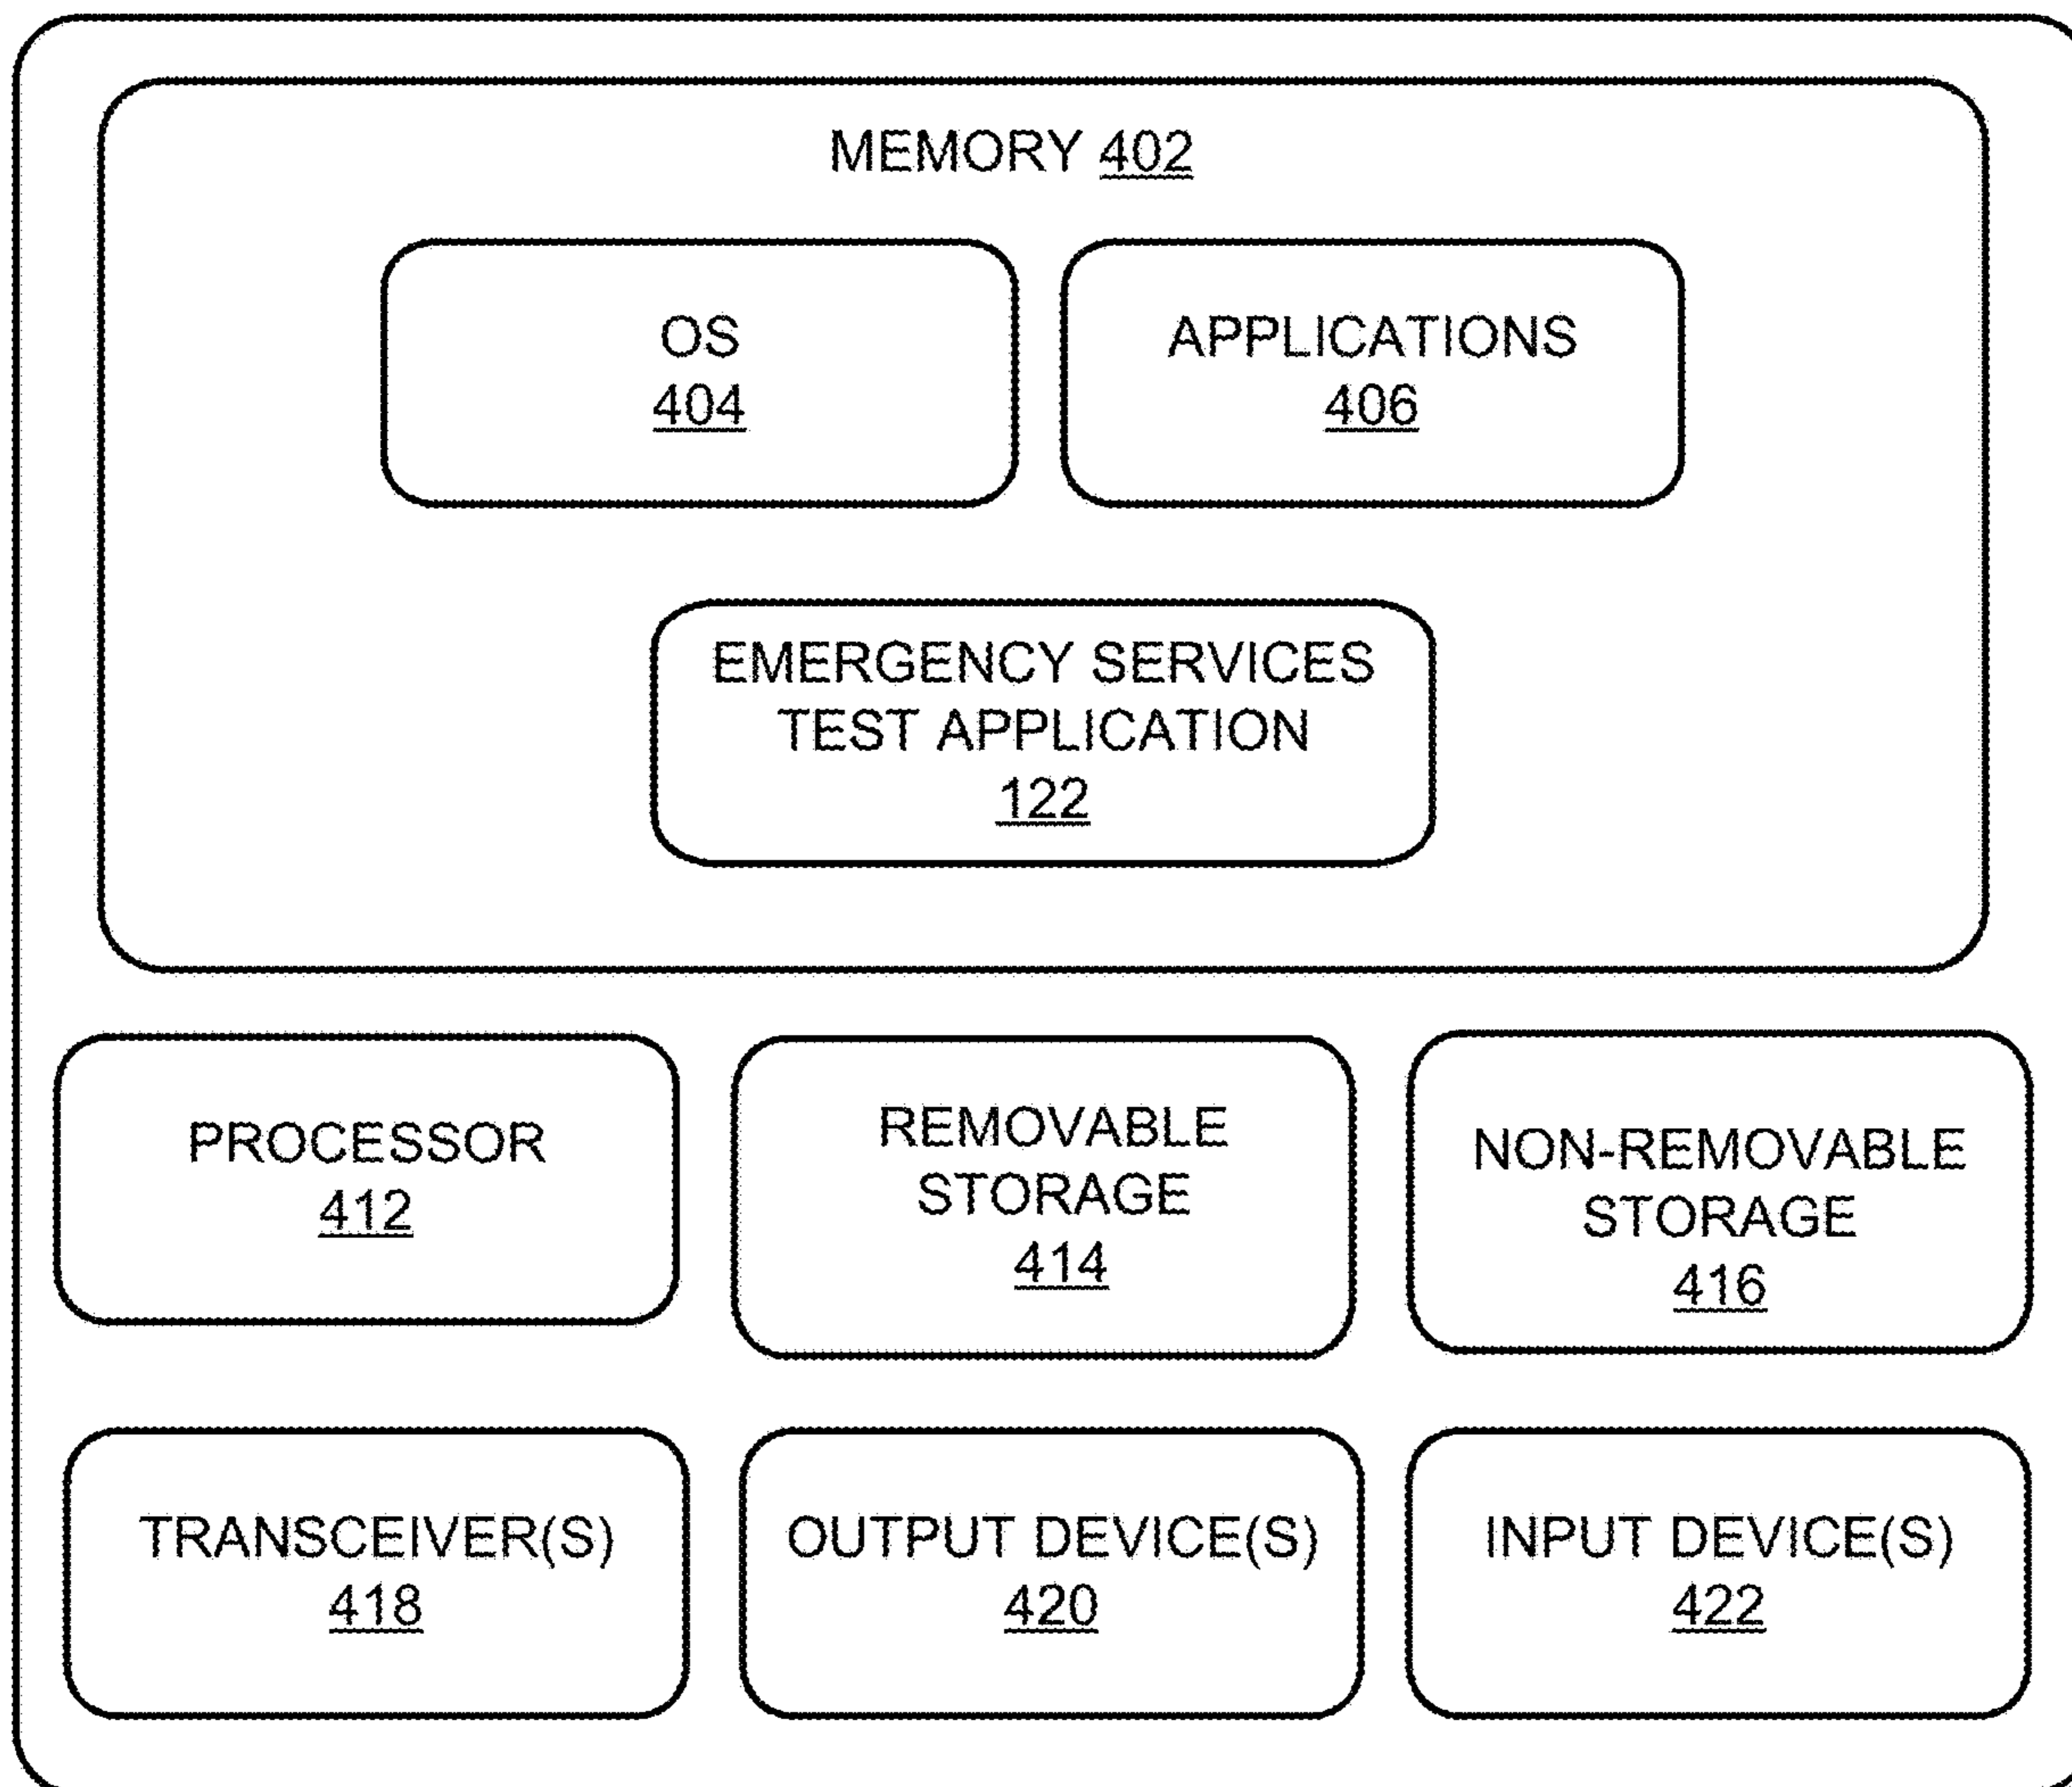 MEMORY 402
OS
404
APPLICATIONS
406
EMERGENCY SERVICES
TEST APPLICATION
122
PROCESSOR
412
REMOVABLE
STORAGE
414
NON-REMOVABLE
STORAGE
416
TRANSCEIVER(S)
418
OUTPUT DEVICE(S)
420
INPUT DEVICE(S)
422